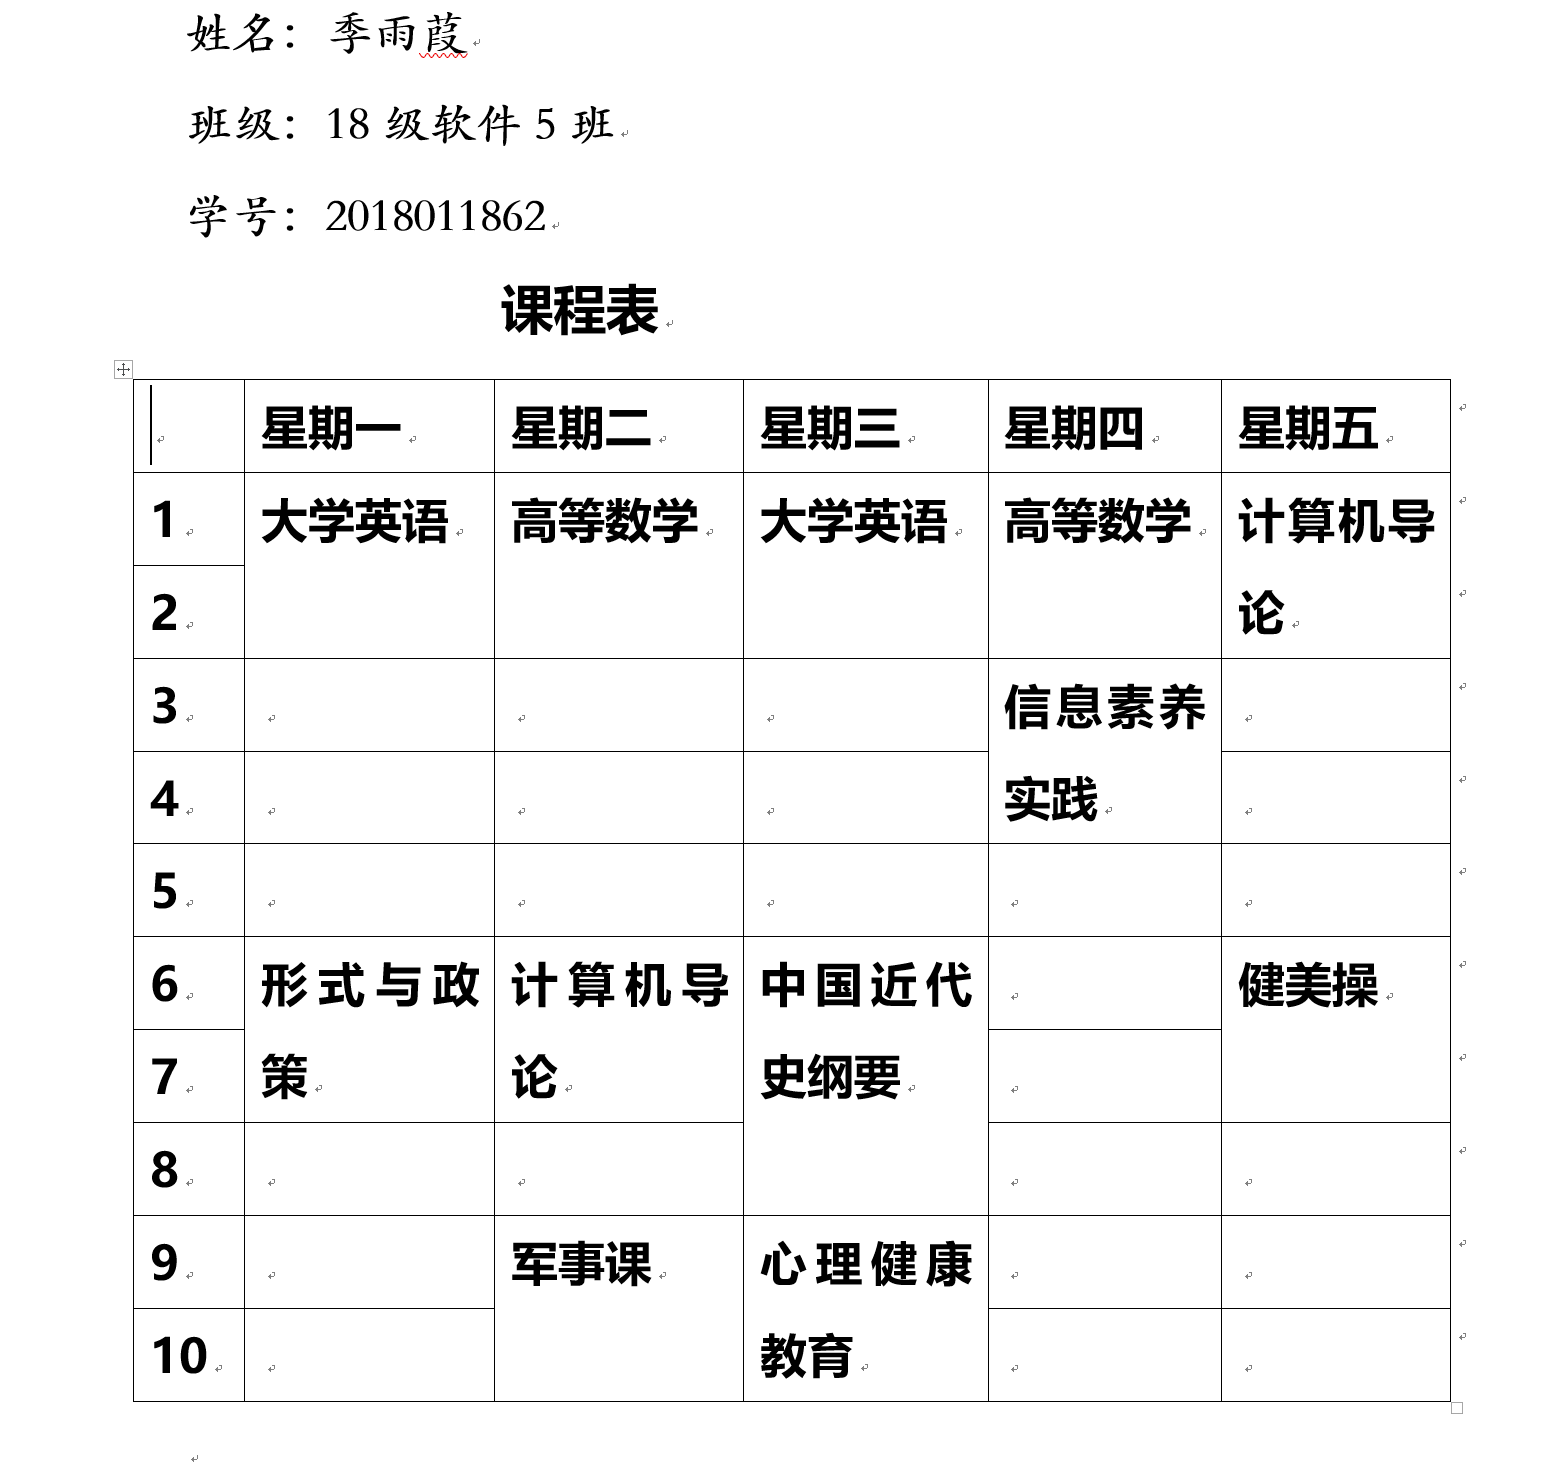 姓名：季雨葭
班级：18 级软件 5 班
学号：2018011862
课程表
星期一 星期二 星期三 星期四 星期五
1 大学英语 高等数学 大学英语 高等数学 计算机导
2 论
3 信息素养
4 实践
5
6 形式与政 计算机导 中国近代 健美操
7 策 论 史纲要
8
9 军事课 心理健康
10 教育